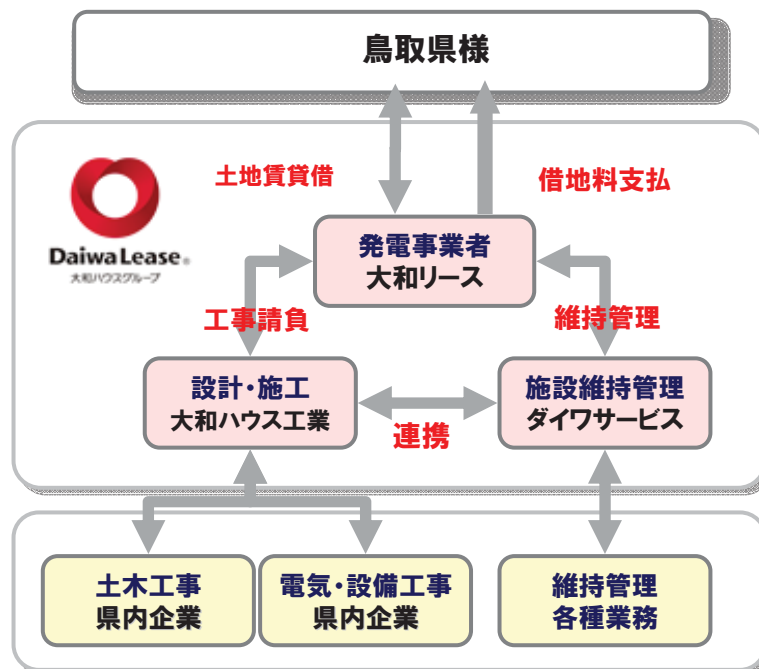 鳥取県様
土地賃貸借
借地料支払
DaiwaLease®
大和ハウスグループ
発電事業者
大和リース
工事請負
維持管理
設計・施工
大和ハウス工業
連携
施設維持管理
ダイワサービス
土木工事
県内企業
電気・設備工事
県内企業
維持管理
各種業務